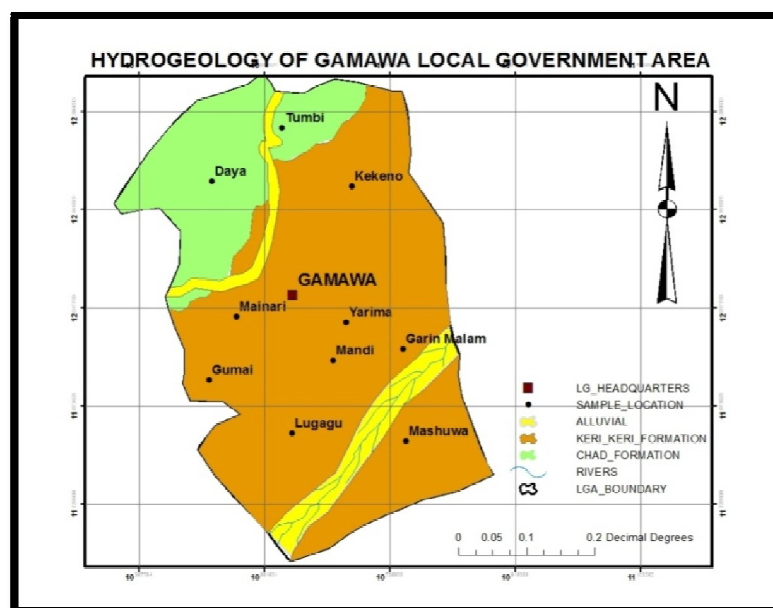 HYDROGEOLOGY OF GAMAWA LOCAL GOVERNMENT AREA
N
Tumbi
Daya
Kekeno
GAMAWA
Mainari
Yarima
Garin Malam
Mandi
Gumai
Lugagu
Mashuwa
LG_HEADQUARTERS
SAMPLE_LOCATION
ALLUVIAL
KERI_KERI_FORMATION
CHAD_FORMATION
RIVERS
LGA_BOUNDARY
0 0.05 0.1 0.2 Decimal Degrees